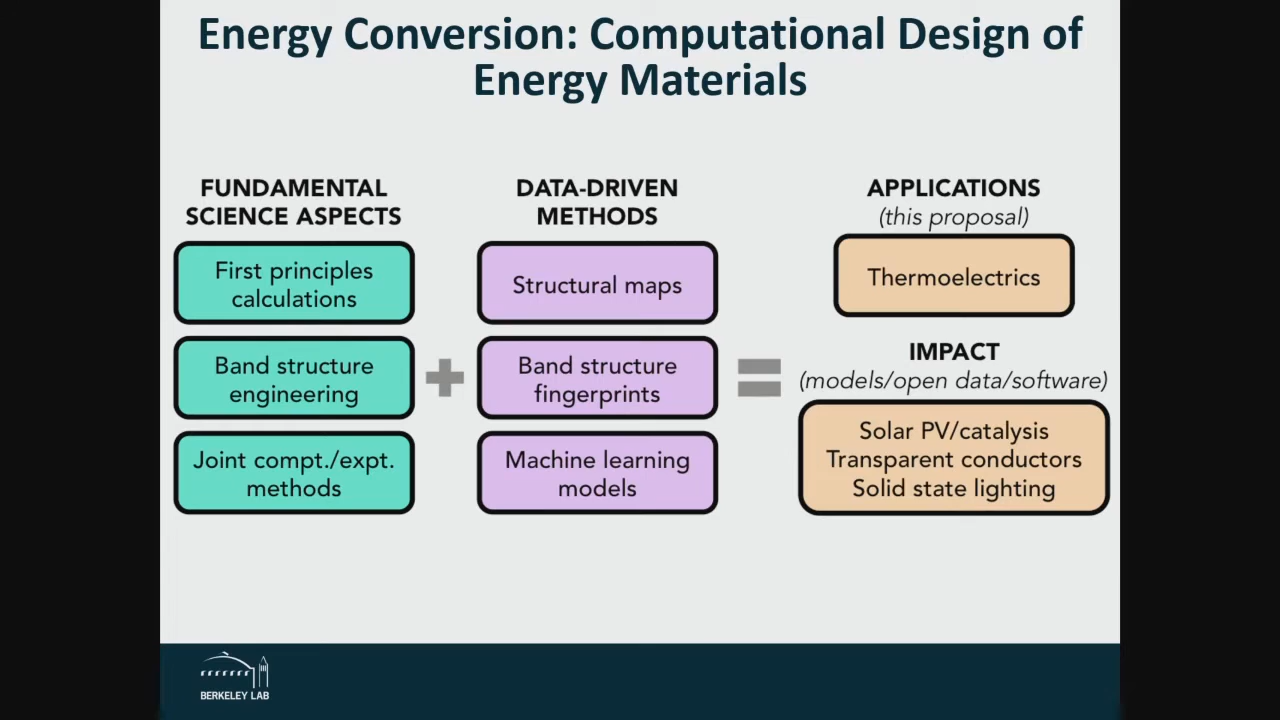 Energy Conversion: Computational Design of
Energy Materials
FUNDAMENTAL
SCIENCE ASPECTS
First principles
calculations
Band structure
engineering
Joint compt./expt.
methods
DATA-DRIVEN
METHODS
Structural maps
Band structure
fingerprints
Machine learning
models
APPLICATIONS
(this proposal)
Thermoelectrics
IMPACT
(models/open data/software)
Solar PV/catalysis
Transparent conductors
Solid state lighting
BERKELEY LAB